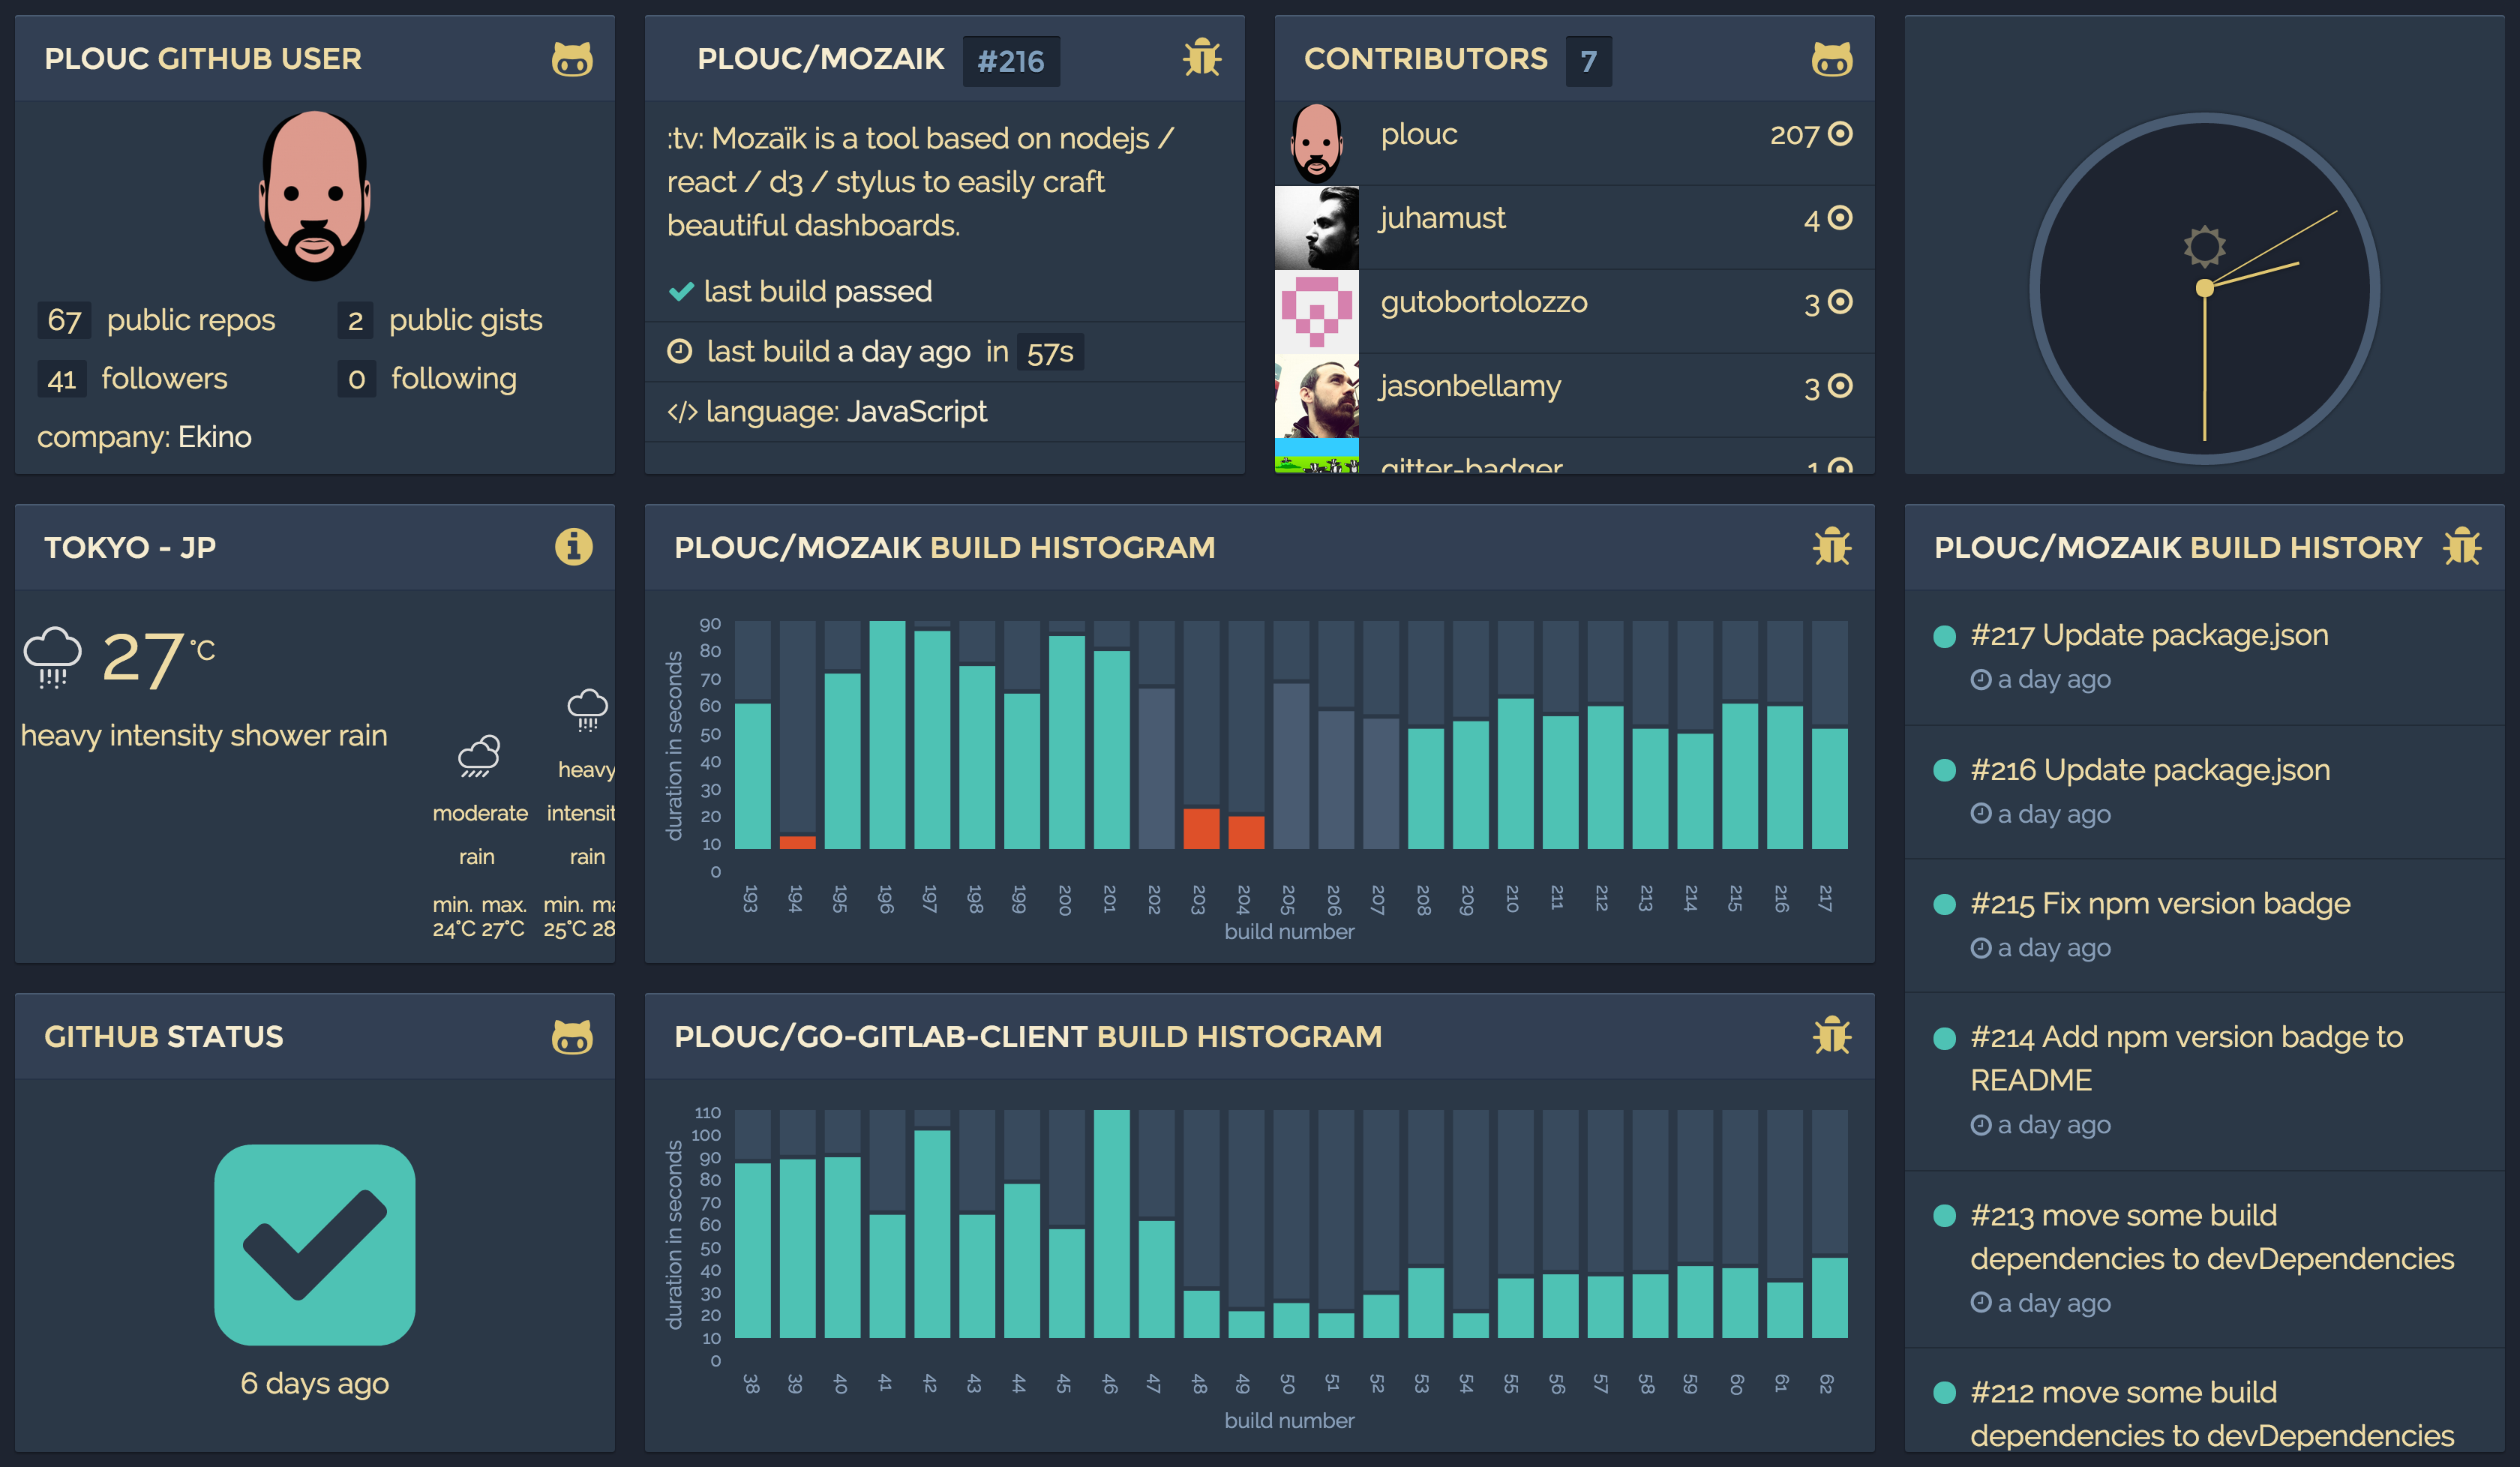 PLOUC GITHUB USER
67 public repos
2 public gists
41 followers
0 following
company: Ekino
PLOUC/MOZAIK #216
:tv: Mozaïk is a tool based on nodejs /
react / d3 / stylus to easily craft
beautiful dashboards.
last build passed
last build a day ago in 57s
</> language: JavaScript
CONTRIBUTORS 7
plouc 207
juhamust 4
gutobortolozzo 3
jasonbellamy 3
gitter-badger 1
TOKYO - JP
27 °C
heavy intensity shower rain
moderate
rain
min. max.
24°C 27°C
heavy
intensit
rain
min. ma
25°C 28
PLOUC/MOZAIK BUILD HISTOGRAM
duration in seconds
90
80
70
60
50
40
30
20
10
0
193 194 195 196 197 198 199 200 201 202 203 204 205 206 207 208 209 210 211 212 213 214 215 216 217
build number
PLOUC/MOZAIK BUILD HISTORY
#217 Update package.json
a day ago
#216 Update package.json
a day ago
#215 Fix npm version badge
a day ago
#214 Add npm version badge to
README
a day ago
#213 move some build
dependencies to devDependencies
a day ago
#212 move some build
dependencies to devDependencies
GITHUB STATUS
6 days ago
PLOUC/GO-GITLAB-CLIENT BUILD HISTOGRAM
duration in seconds
110
100
90
80
70
60
50
40
30
20
10
0
38 39 40 41 42 43 44 45 46 47 48 49 50 51 52 53 54 55 56 57 58 59 60 61 62
build number